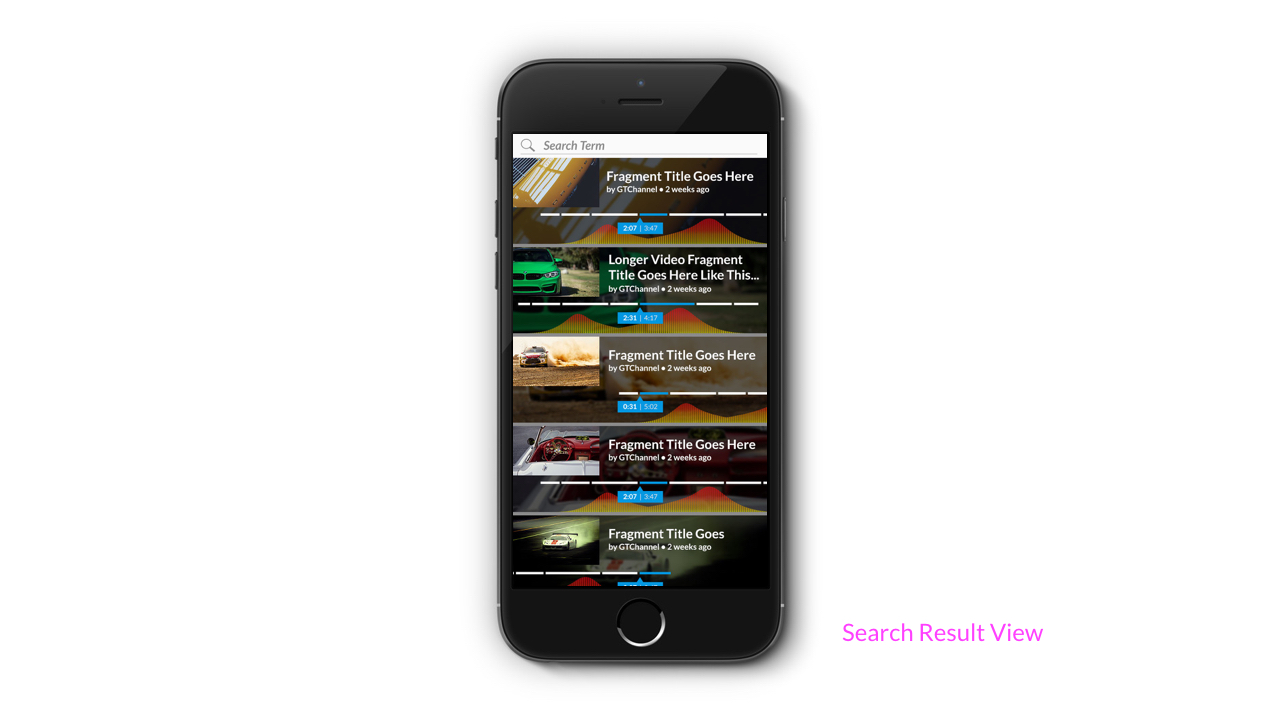 Search Term
Fragment Title Goes Here
by GTChannel • 2 weeks ago
2:07 | 3:47
Longer Video Fragment
Title Goes Here Like This...
by GTChannel • 2 weeks ago
2:31 | 4:17
Fragment Title Goes Here
by GTChannel • 2 weeks ago
0:31 | 5:02
Fragment Title Goes Here
by GTChannel • 2 weeks ago
2:07 | 3:47
Fragment Title Goes
by GTChannel • 2 weeks ago
Search Result View